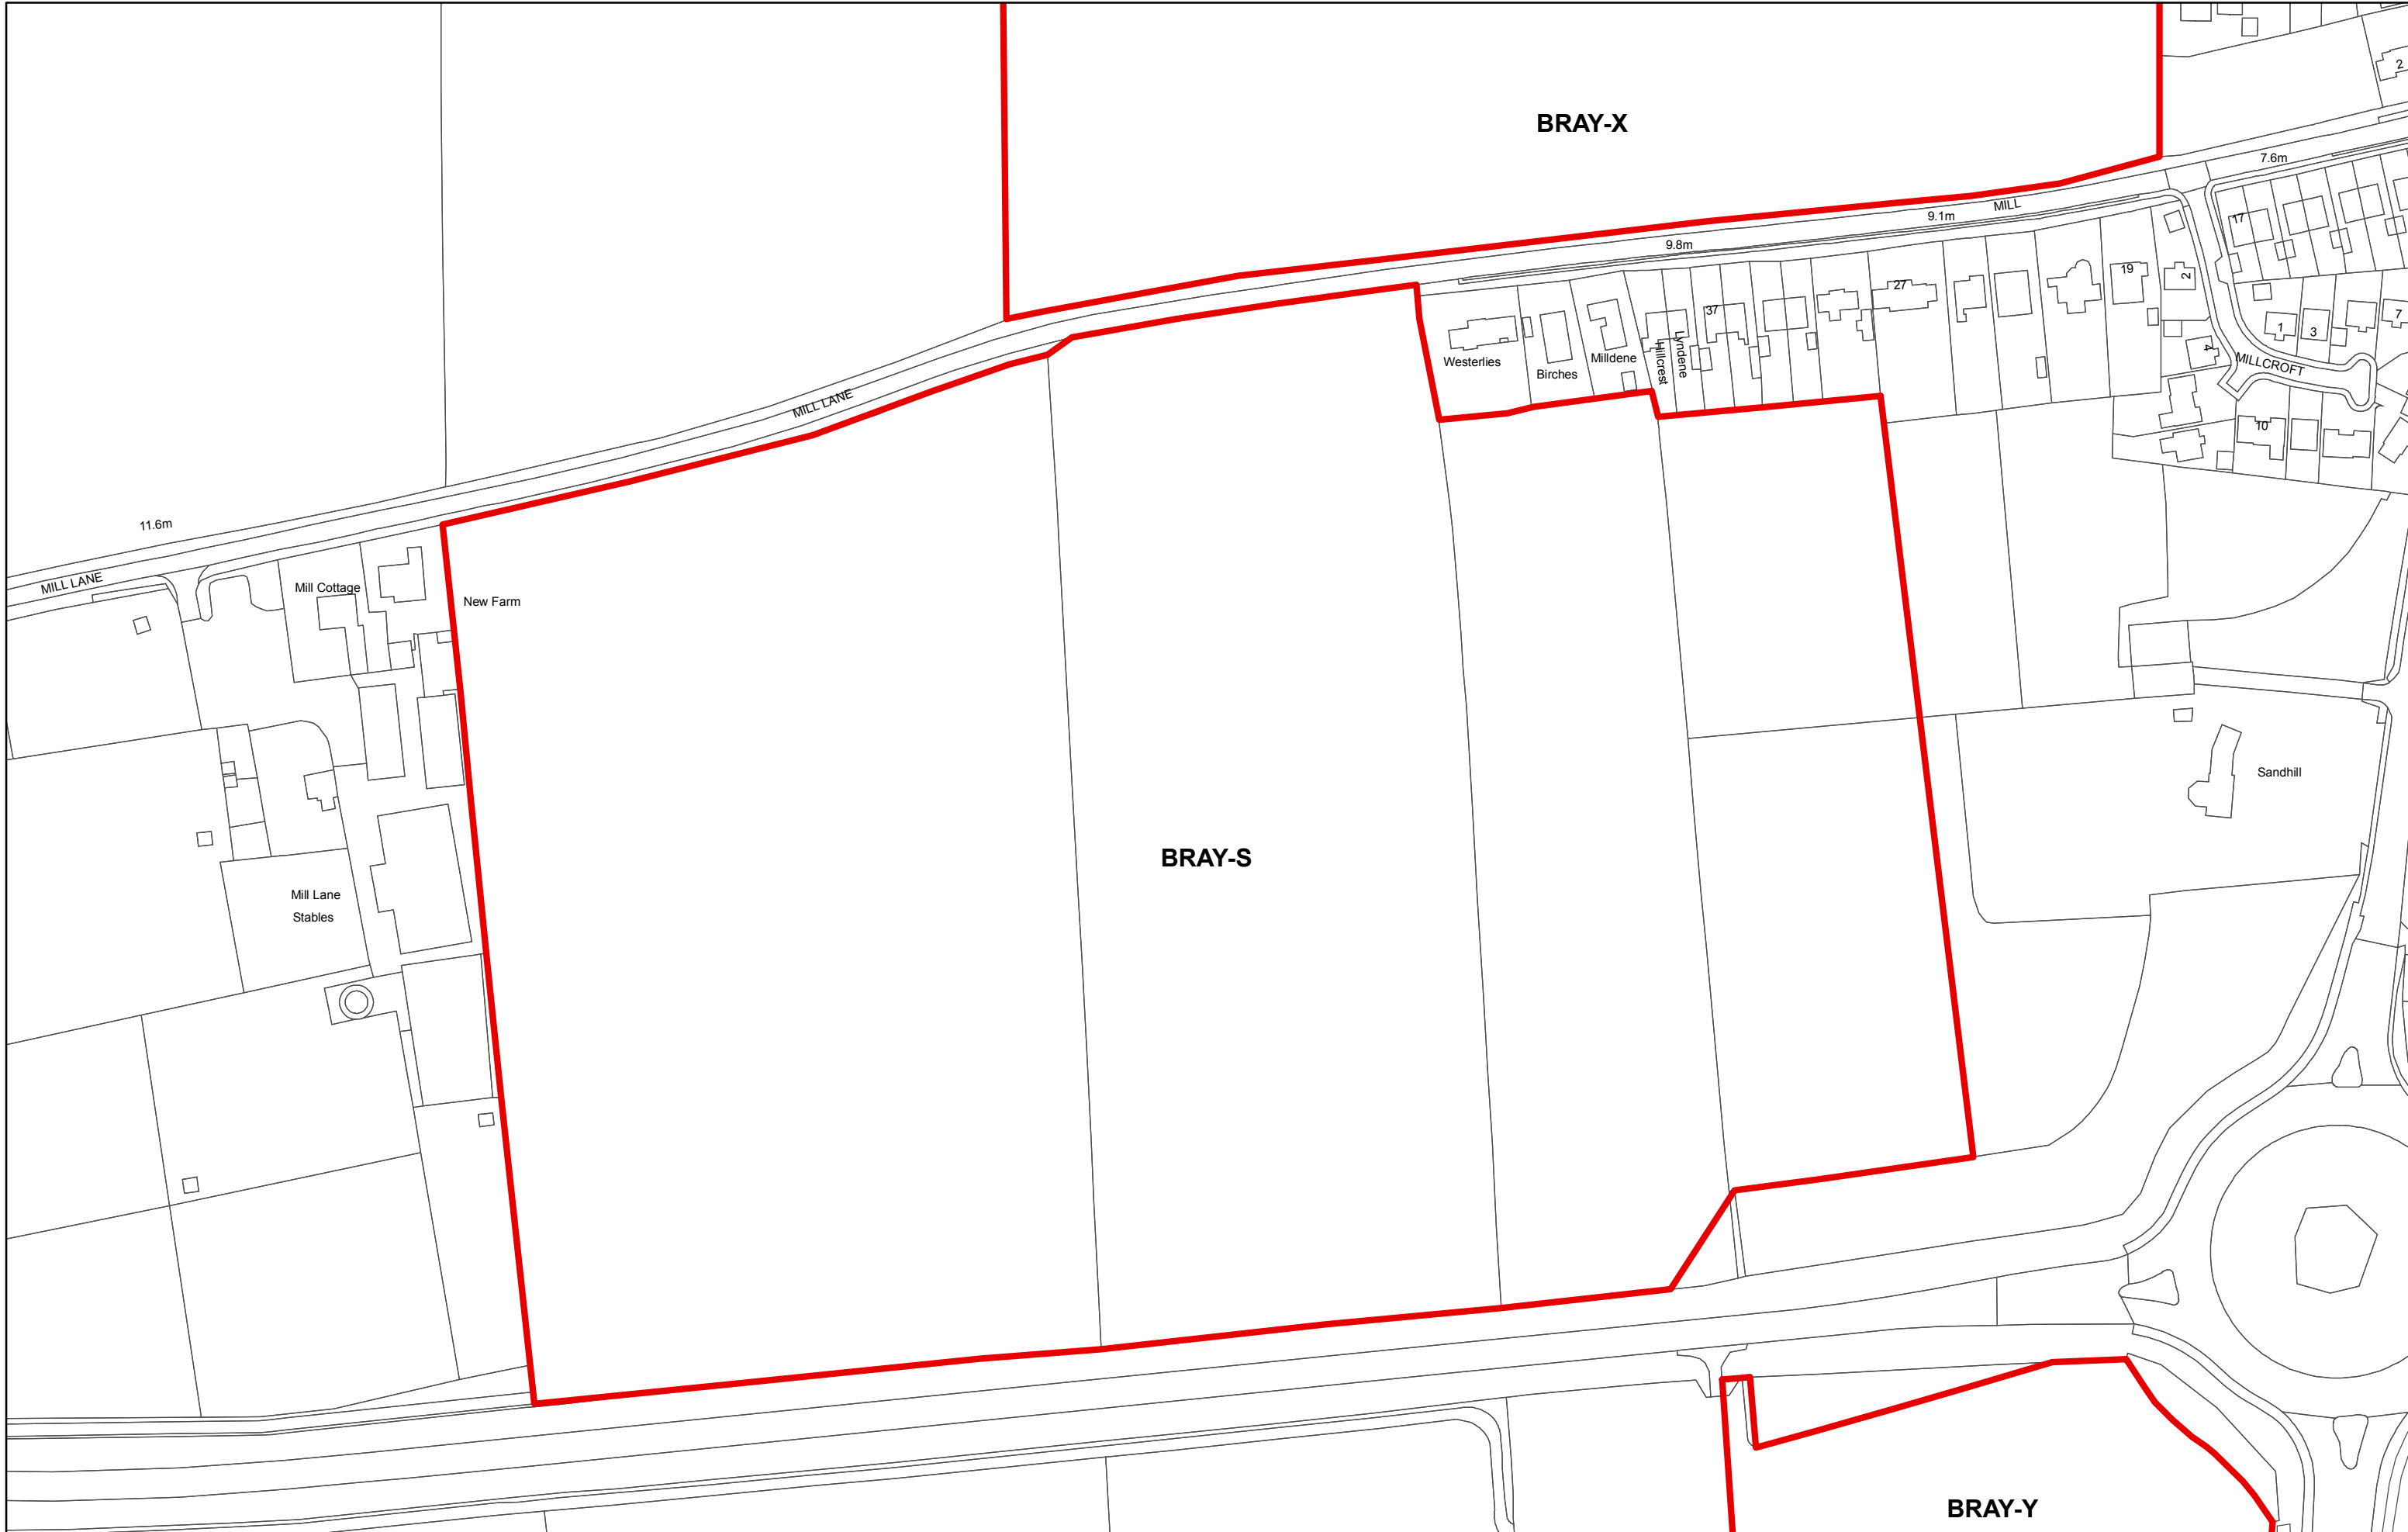 2
BRAY-X
7.6m
MILL
9.1m
17
9.8m
19
2
27
37
7
1
3
Westerlies
Milldene
Hillcrest
Lyndene
4
MILLCROFT
Birches
MILL LANE
10
11.6m
MILL LANE
Mill Cottage
New Farm
Sandhill
BRAY-S
Mill Lane
Stables
BRAY-Y